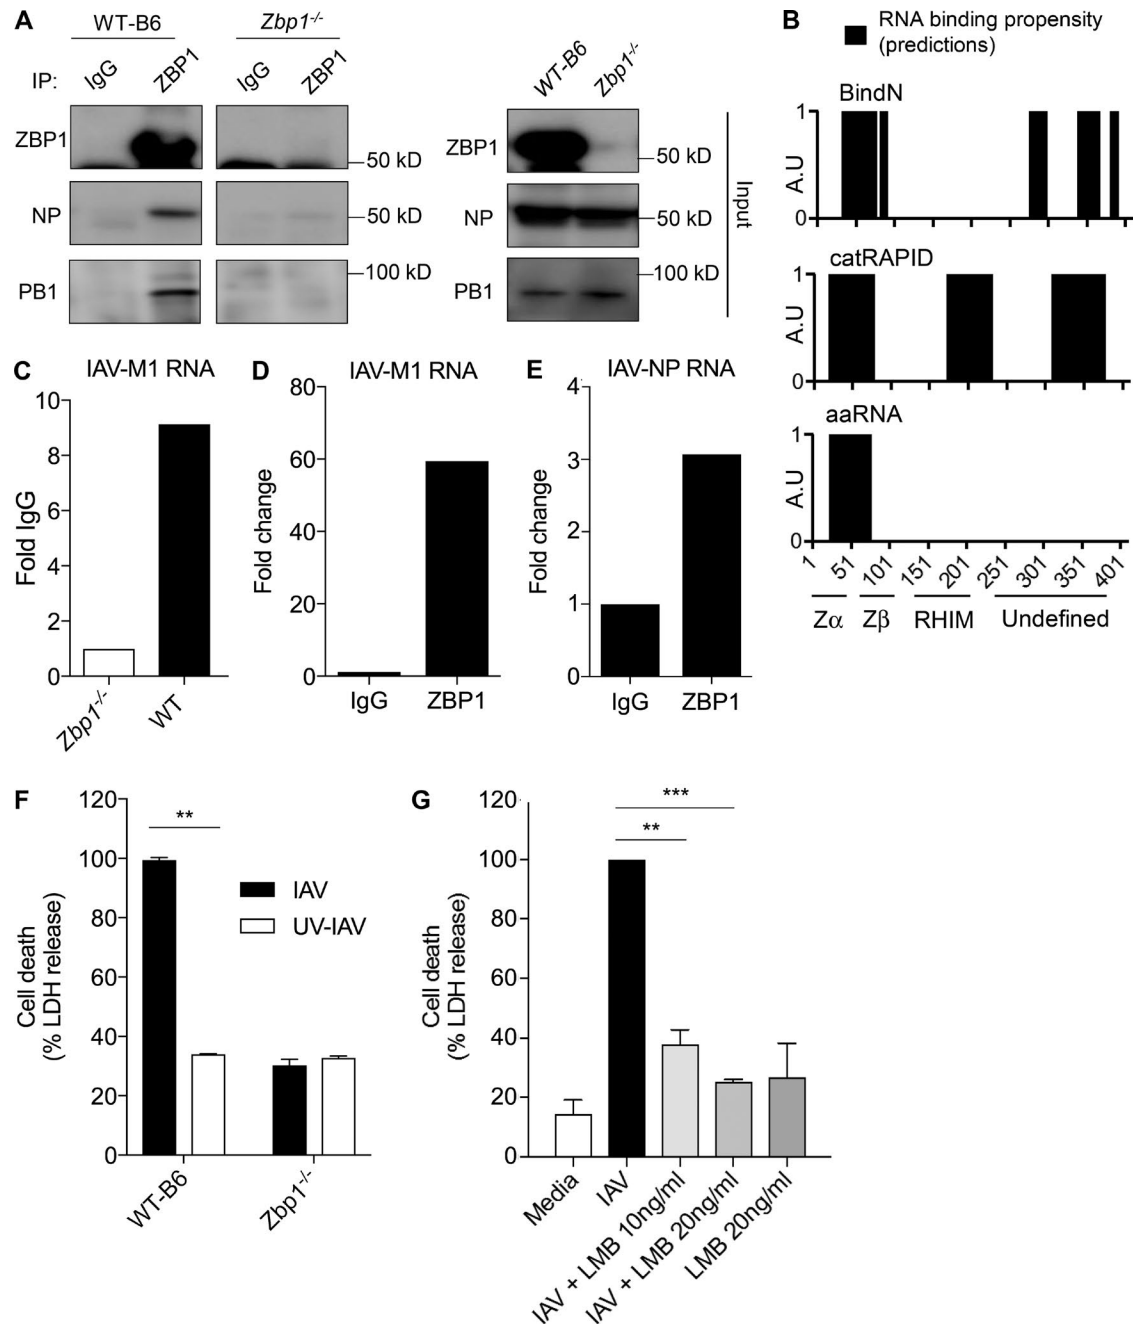 A
WT-B6
Zbp1-/-
IP:
IgG
ZBP1
IgG
ZBP1
WT-B6
Zbp1-/-
ZBP1
50 kD
ZBP1
50 kD
NP
50 kD
NP
50 kD
PB1
100 kD
PB1
100 kD
Input
B
RNA binding propensity
(predictions)
BindN
A.U
1
1
catRAPID
A.U
1
0
aaRNA
A.U
1
0
1
51
101
151
201
251
301
351
401
Zα
Zβ
RHIM
Undefined
C
IAV-M1 RNA
Fold IgG
10
8
6
4
2
0
Zbp1-/-
WT
D
IAV-M1 RNA
Fold change
80
60
40
20
0
IgG
ZBP1
E
IAV-NP RNA
Fold change
4
3
2
1
0
IgG
ZBP1
F
Cell death
(% LDH release)
120
100
80
60
40
20
0
**
IAV
UV-IAV
WT-B6
Zbp1-/-
G
Cell death
(% LDH release)
120
100
80
60
40
20
0
***
**
Media
IAV
IAV + LMB 10ng/ml
IAV + LMB 20ng/ml
LMB 20ng/ml